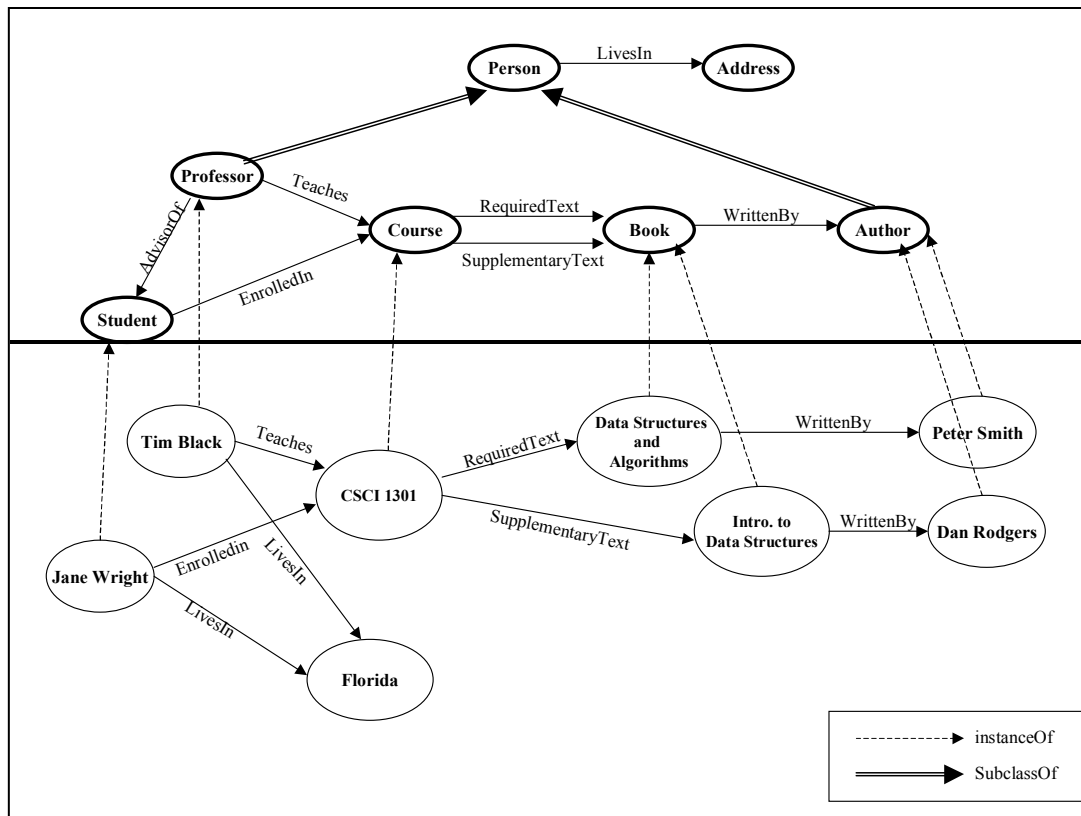 LivesIn
Person
Address
Professor
Teaches
RequiredText
WrittenBy
Course
Book
Author
AdvisorOf
SupplementaryText
EnrolledIn
Student
Tim Black
Teaches
Data Structures
and
Algorithms
WrittenBy
Peter Smith
RequiredText
CSCI 1301
SupplementaryText
Intro. to
Data Structures
WrittenBy
Dan Rodgers
Enrolledin
LivesIn
Jane Wright
LivesIn
Florida
instanceOf
SubclassOf